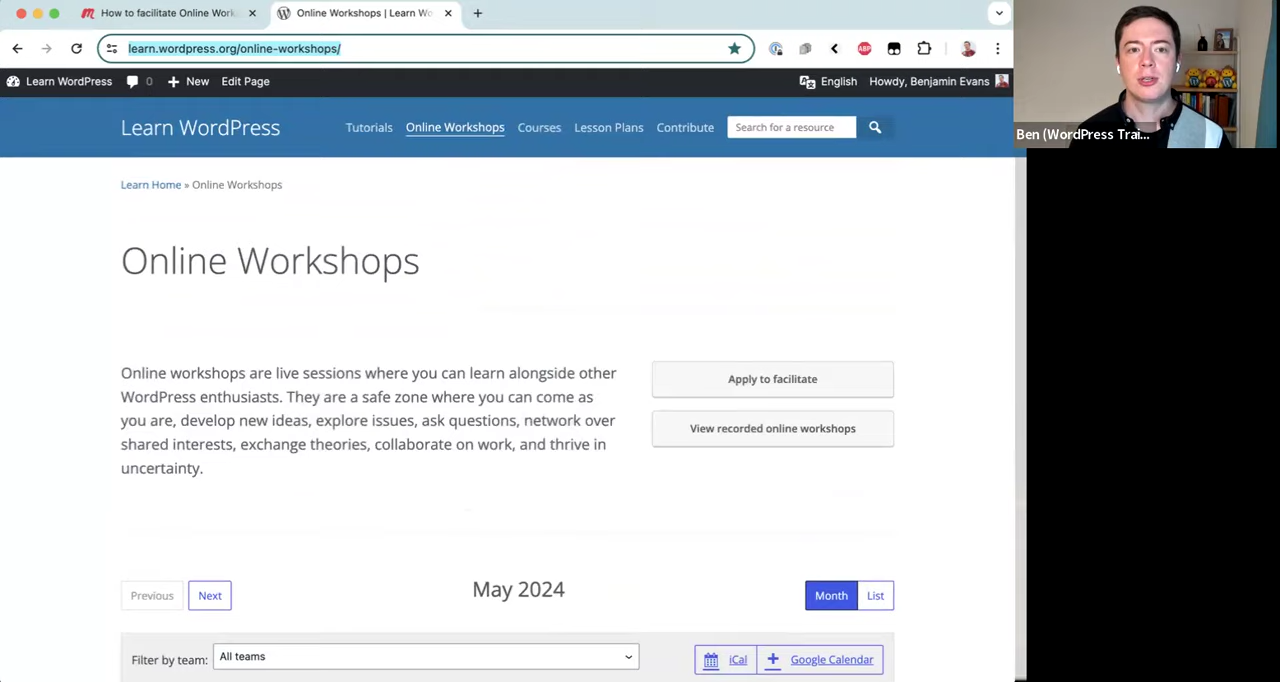 How to facilitate Online Work
Online Workshops | Learn Wo
learn.wordpress.org/online-workshops/
ABP
Learn WordPress 0 New Edit Page English Howdy, Benjamin Evans
Ben (WordPress Trai...
Learn WordPress
Tutorials Online Workshops Courses Lesson Plans Contribute Search for a resource
Learn Home » Online Workshops
Online Workshops
Online workshops are live sessions where you can learn alongside other
WordPress enthusiasts. They are a safe zone where you can come as
you are, develop new ideas, explore issues, ask questions, network over
shared interests, exchange theories, collaborate on work, and thrive in
uncertainty.
Apply to facilitate
View recorded online workshops
Previous Next May 2024 Month List
Filter by team: All teams iCal Google Calendar